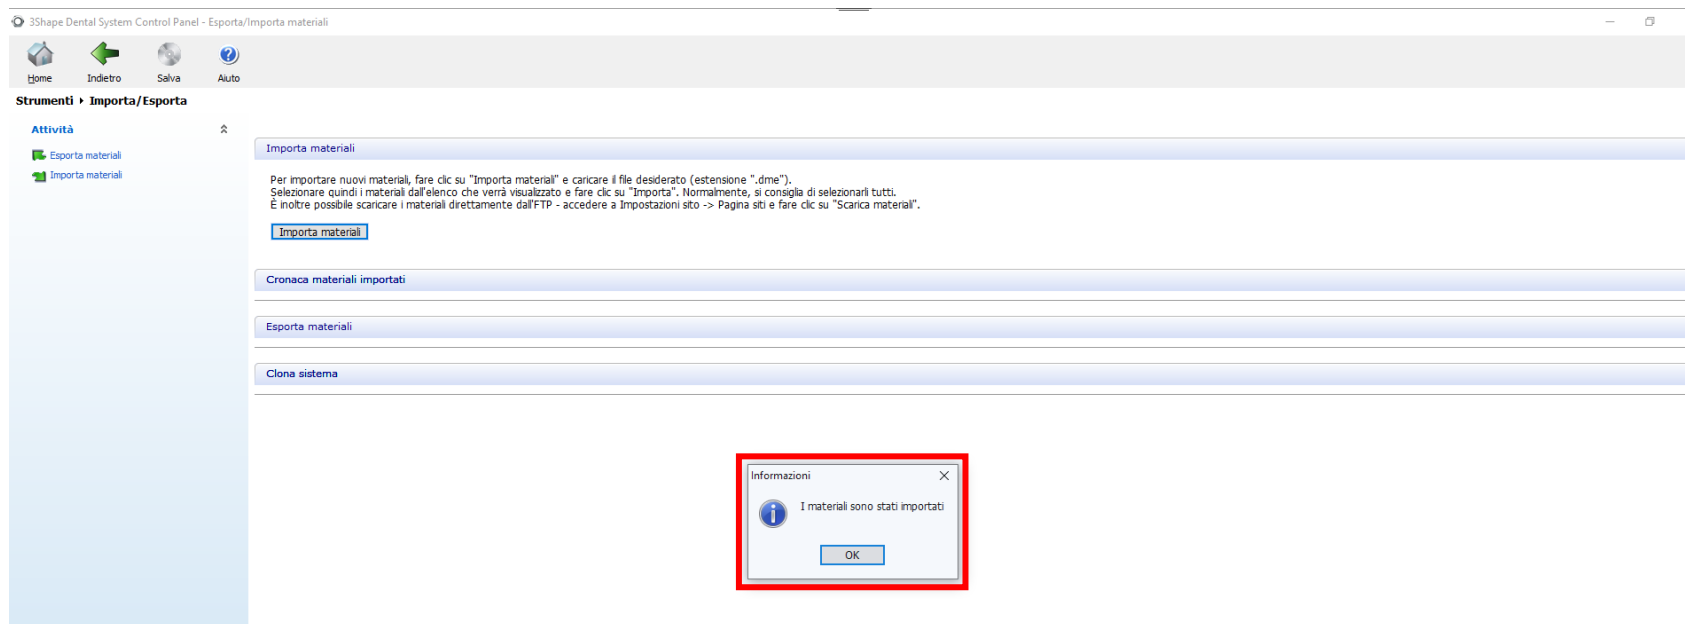 3Shape Dental System Control Panel - Esporta/Importa materiali
Home Indietro Salva Aiuto
Strumenti Importa/Esporta
Attività
Esporta materiali
Importa materiali
Importa materiali
Per importare nuovi materiali, fare clic su "Importa materiali" e caricare il file desiderato (estensione ".dme").
Selezionare quindi i materiali dall'elenco che verrà visualizzato e fare clic su "Importa". Normalmente, si consiglia di selezionarli tutti.
È inoltre possibile scaricare i materiali direttamente dall'FTP - accedere a Impostazioni sito -> Pagina siti e fare clic su "Scarica materiali".
Importa materiali
Cronaca materiali importati
Esporta materiali
Clona sistema
Informazioni
I materiali sono stati importati
OK